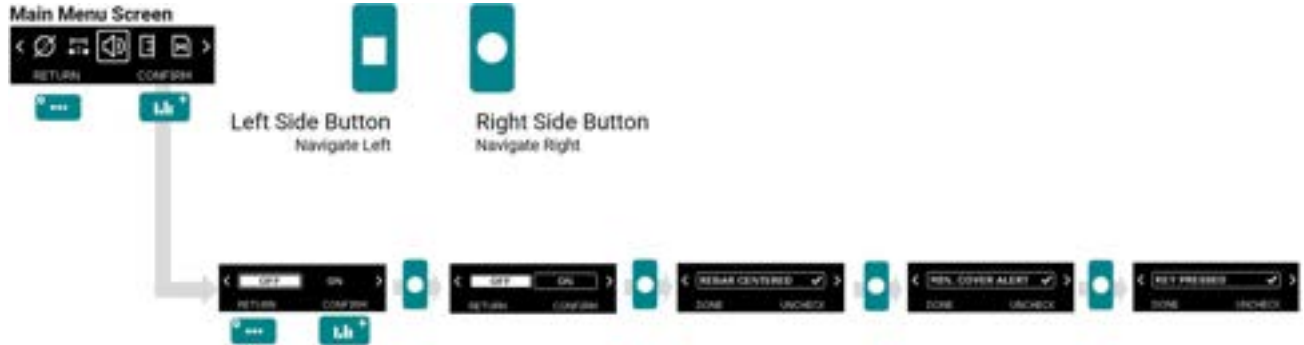 Main Menu Screen
RETURN CONFIRM
Left Side Button
Navigate Left
Right Side Button
Navigate Right
< OFF ON >
RETURN CONFIRM
< OFF ON >
RETURN CONFIRM
< REBAR CENTERED >
DONE UNCHECK
< MIN. COVER ALERT >
DONE UNCHECK
< KEY PRESSED >
DONE UNCHECK